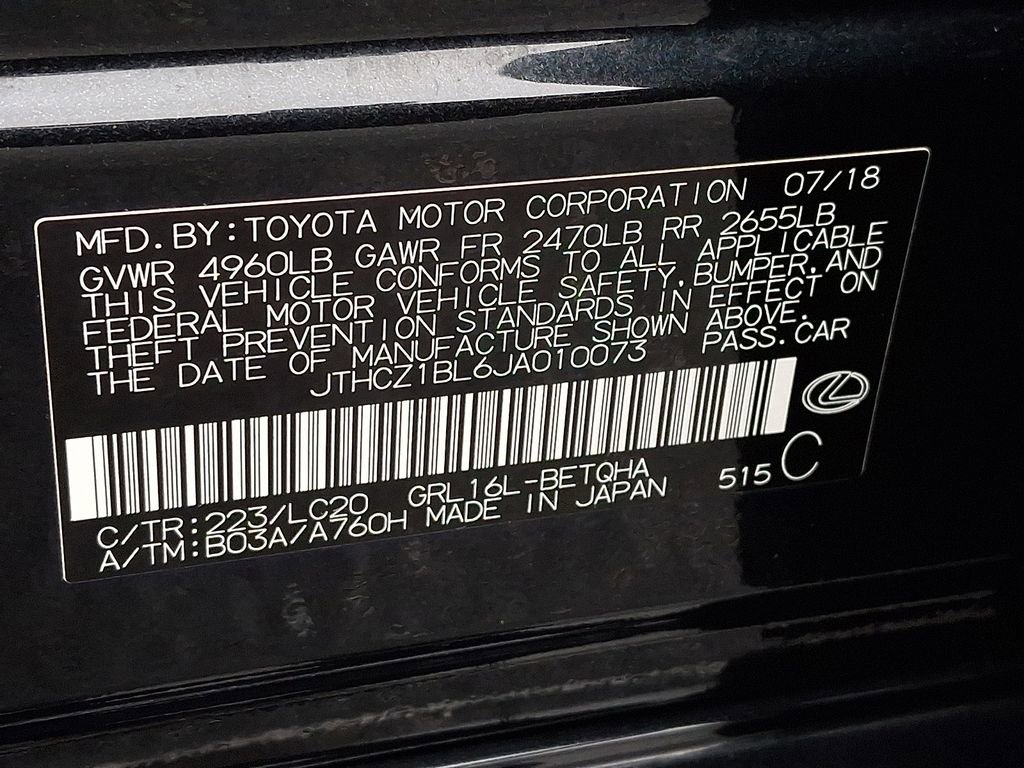 MFD.BY:TOYOTA MOTOR CORPORATION 07/18
GVWR 4960LB GAWR FR 2470LB RR 2655LB
THIS VEHICLE CONFORMS TO ALL APPLICABLE
FEDERAL MOTOR VEHICLE SAFETY,BUMPER,AND
THEFT PREVENTION STANDARDS IN EFFECT ON
THE DATE OF MANUFACTURE SHOWN ABOVE.
JTHCZ1BL6JA010073 PASS.CAR
C/TR:223/LC20 GRL16L-BETQHA 515 C
A/TM:B03A/A760H MADE IN JAPAN